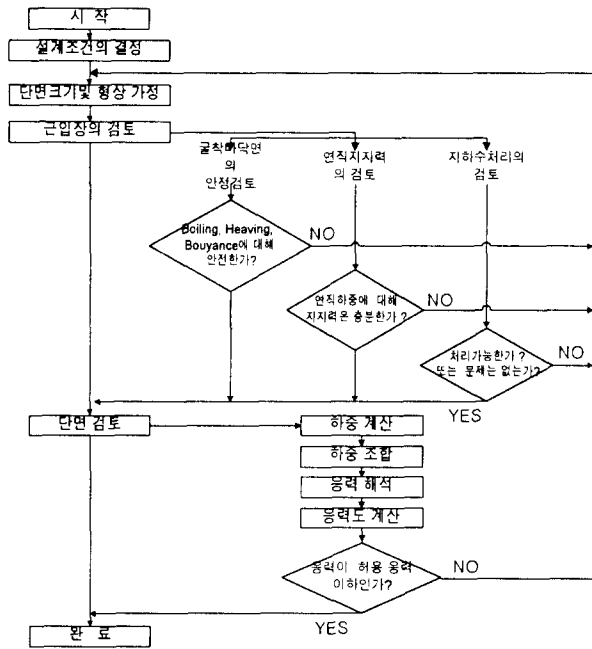 시 작
설계조건의 결정
단면크기및 형상 가정
근입장의 검토
굴착바닥면
의
안정검토
연직지지력
의 검토
지하수처리의
검토
Boiling, Heaving,
Bouyance에 대해
안전한가?
NO
연직하중에 대해
지지력은 충분한가 ?
NO
처리가능한가 ?
또는 문제는 없는가?
NO
YES
단면 검토
하중 계산
하중 조합
응력 해석
응력도 계산
응력이 허용 응력
이하인가?
NO
YES
완 료